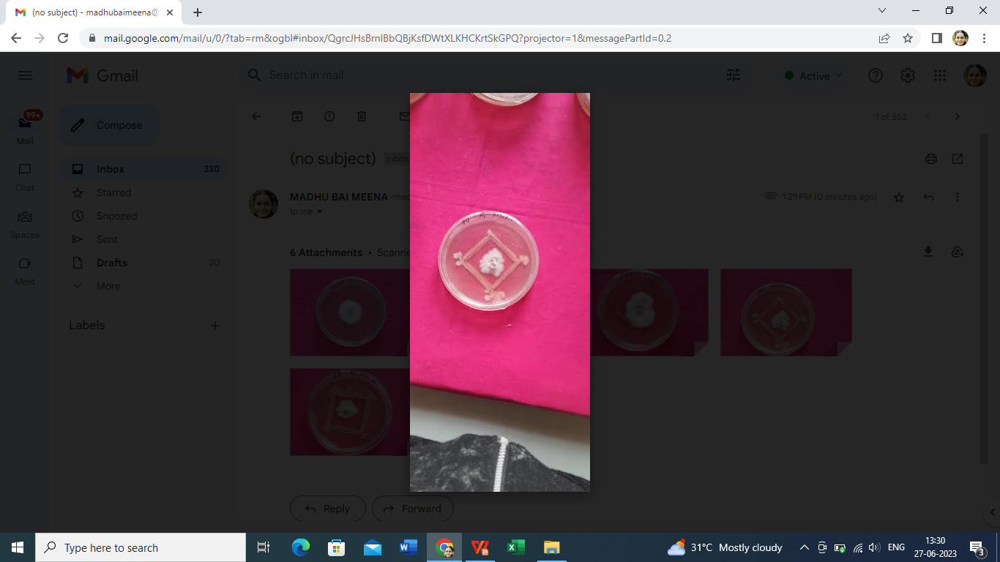 (no subject) - madhubaimeena@
mail.google.com/mail/u/0/?tab=rm&ogbl#inbox/QgrcJHsBrnIBbQBjKsfDWtXLKHCKrtSkGPQ?projector=1&messagePartId=0.2
Gmail
Search in mail
Active
99+
Mail
Compose
1 of 552
Chat
Inbox 330
(no subject) Inbox
Starred
MADHU BAI MEENA <mad
1:29 PM (0 minutes ago)
to me
Snoozed
Spaces
Sent
6 Attachments • Scanne
Drafts 20
Meet
More
Labels
Reply
Forward
Type here to search
31°C Mostly cloudy
ENG
13:30
27-06-2023
3